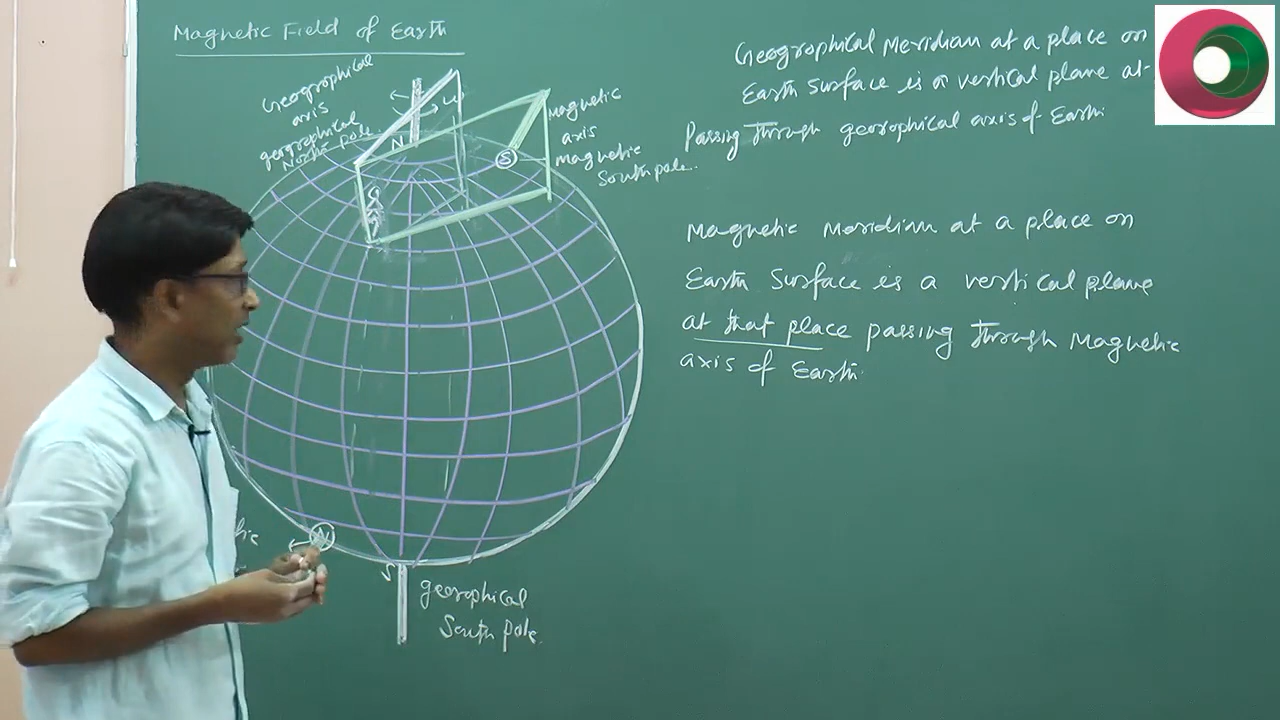 Magnetic Field of Earth
Geographical
axis
geographical
North pole
N
S
magnetic
axis
magnetic
South pole.
N
S
geographical
South pole.
Geographical Meridian at a place on
Earth Surface is a vertical plane at
Passing Through geographical axis of Earth.
Magnetic Meridian at a place on
Earth Surface is a vertical plane
at that place passing Through Magnetic
axis of Earth.